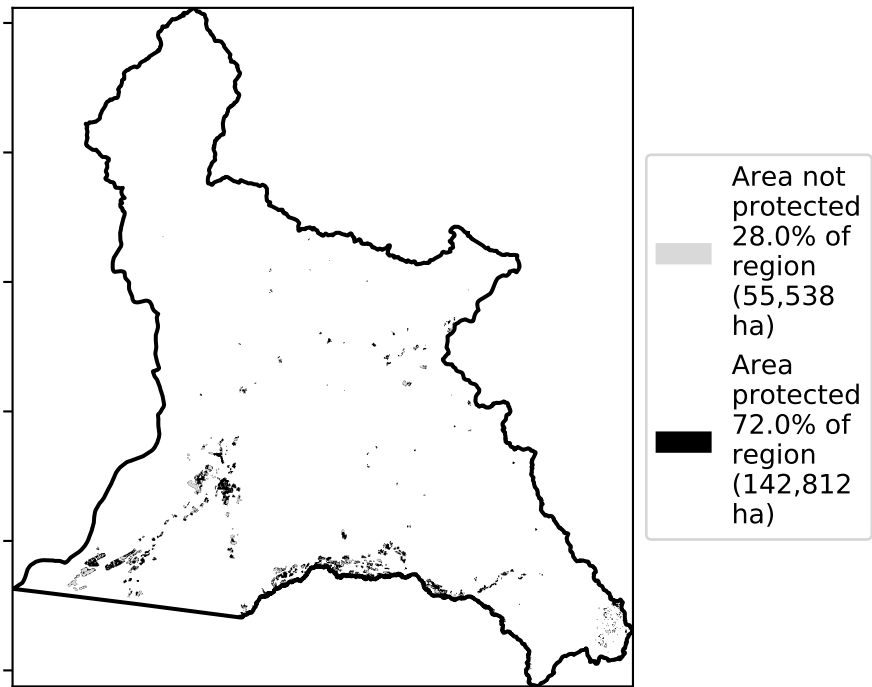 Area not
protected
28.0% of
region
(55,538
ha)
Area
protected
72.0% of
region
(142,812
ha)